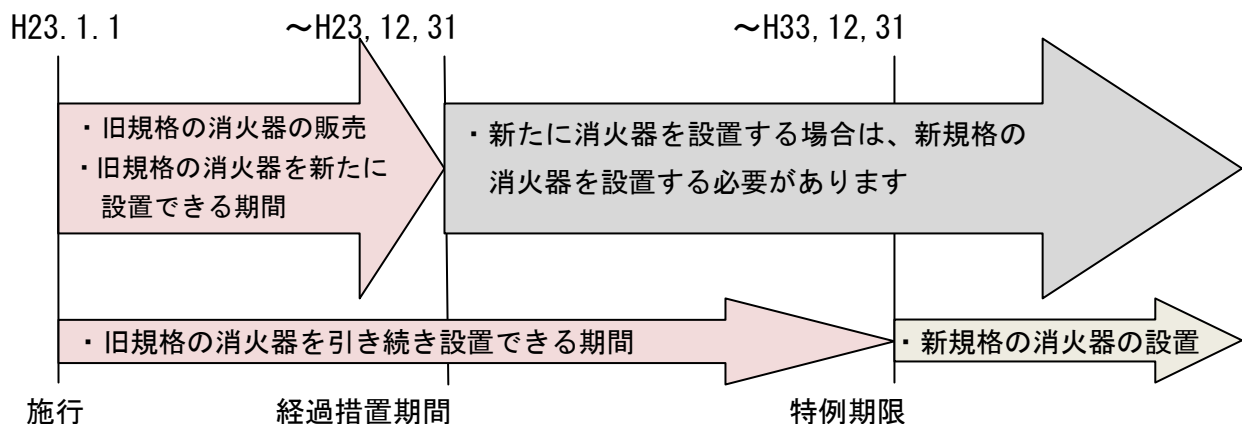 H23.1.1 ～H23,12,31 ～H33,12,31
・旧規格の消火器の販売
・旧規格の消火器を新たに
設置できる期間
・新たに消火器を設置する場合は、新規格の
消火器を設置する必要があります
・旧規格の消火器を引き続き設置できる期間
・新規格の消火器の設置
施行 経過措置期間 特例期限